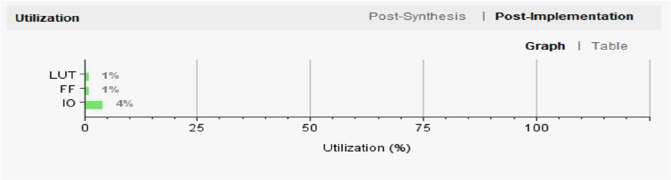 Utilization Post-Synthesis | Post-Implementation
Graph | Table
LUT 1%
FF 1%
IO 4%
0 25 50 75 100
Utilization (%)